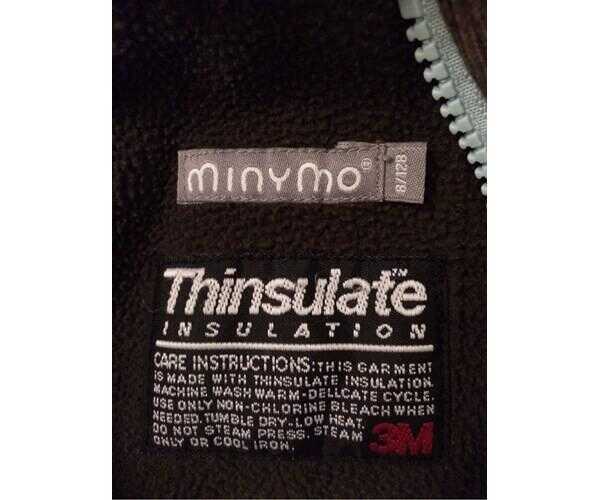 minymo®
8/128
Thinsulate™
INSULATION
CARE INSTRUCTIONS: THIS GARMENT
IS MADE WITH THINSULATE INSULATION.
MACHINE WASH WARM-DELLCATE CYCLE.
USE ONLY NON-CHLORINE BLEACH WHEN
NEEDED. TUMBLE DRY-LOW HEAT.
DO NOT STEAM PRESS. STEAM
ONLY OR COOL IRON.
3M